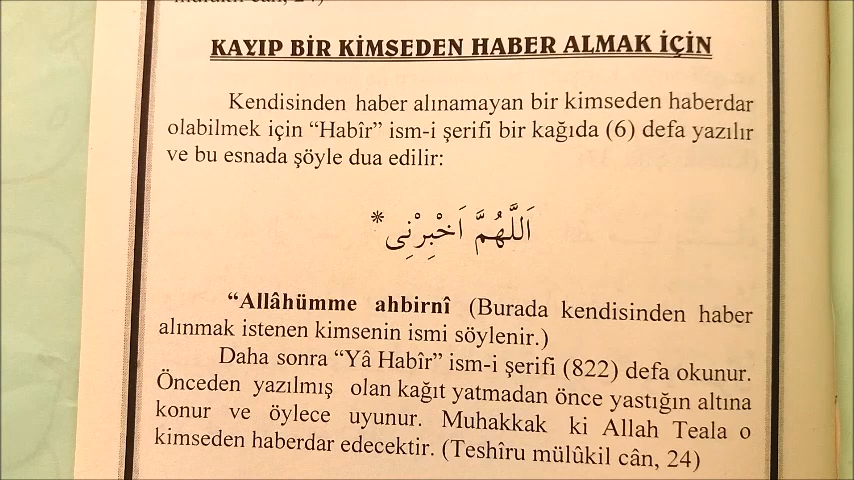 mülûkil cân, 24)
KAYIP BİR KİMSEDEN HABER ALMAK İÇİN
Kendisinden haber alınamayan bir kimseden haberdar
olabilmek için “Habîr” ism-i şerifi bir kağıda (6) defa yazılır
ve bu esnada şöyle dua edilir:
اَللَّهُمَّ اَخْبِرْنِى *
“Allâhümme ahbirnî (Burada kendisinden haber
alınmak istenen kimsenin ismi söylenir.)
Daha sonra “Yâ Habîr” ism-i şerifi (822) defa okunur.
Önceden yazılmış olan kağıt yatmadan önce yastığın altına
konur ve öylece uyunur. Muhakkak ki Allah Teala o
kimseden haberdar edecektir. (Teshîru mülûkil cân, 24)